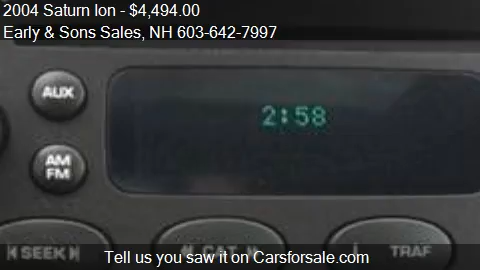 2004 Saturn Ion - $4,494.00
Early & Sons Sales, NH 603-642-7997
AUX
2:58
AM
FM
SEEK
CAT
TRAF
Tell us you saw it on Carsforsale.com